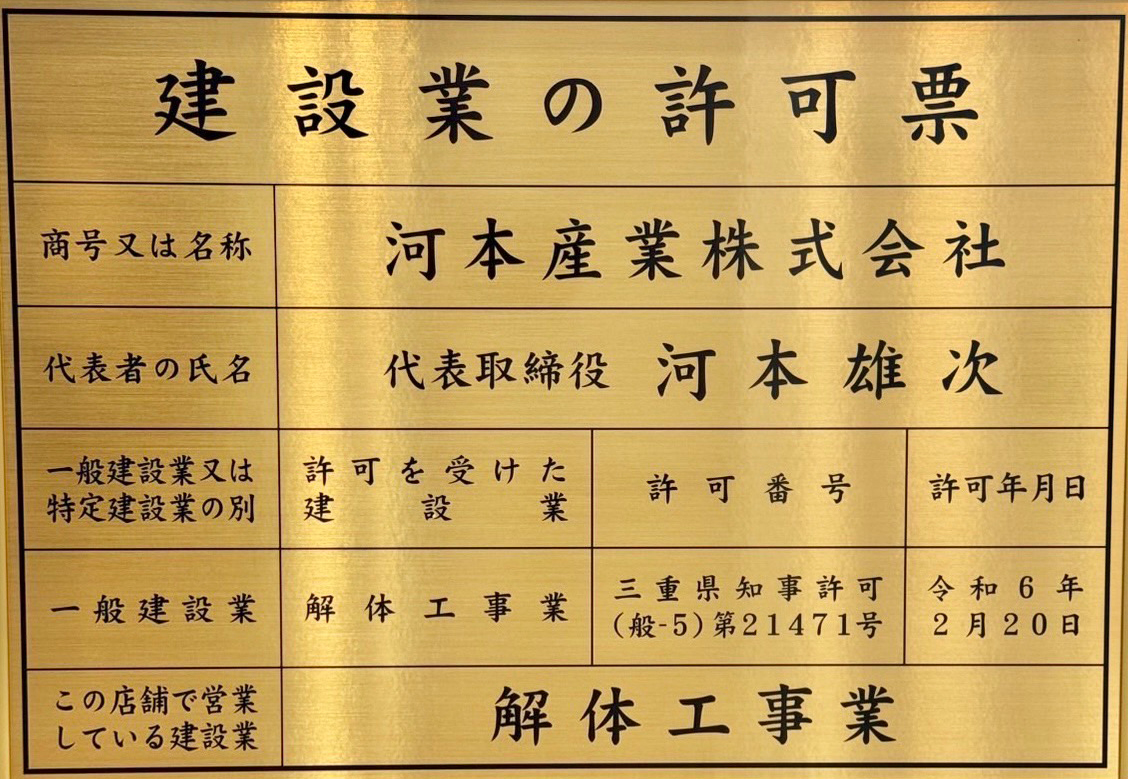 建設業の許可票
商号又は名称
河本産業株式会社
代表者の氏名
代表取締役 河本雄次
一般建設業又は
特定建設業の別
許可を受けた
建設業
許可番号
許可年月日
一般建設業
解体工事業
三重県知事許可
(般-5)第21471号
令和6年
2月20日
この店舗で営業
している建設業
解体工事業